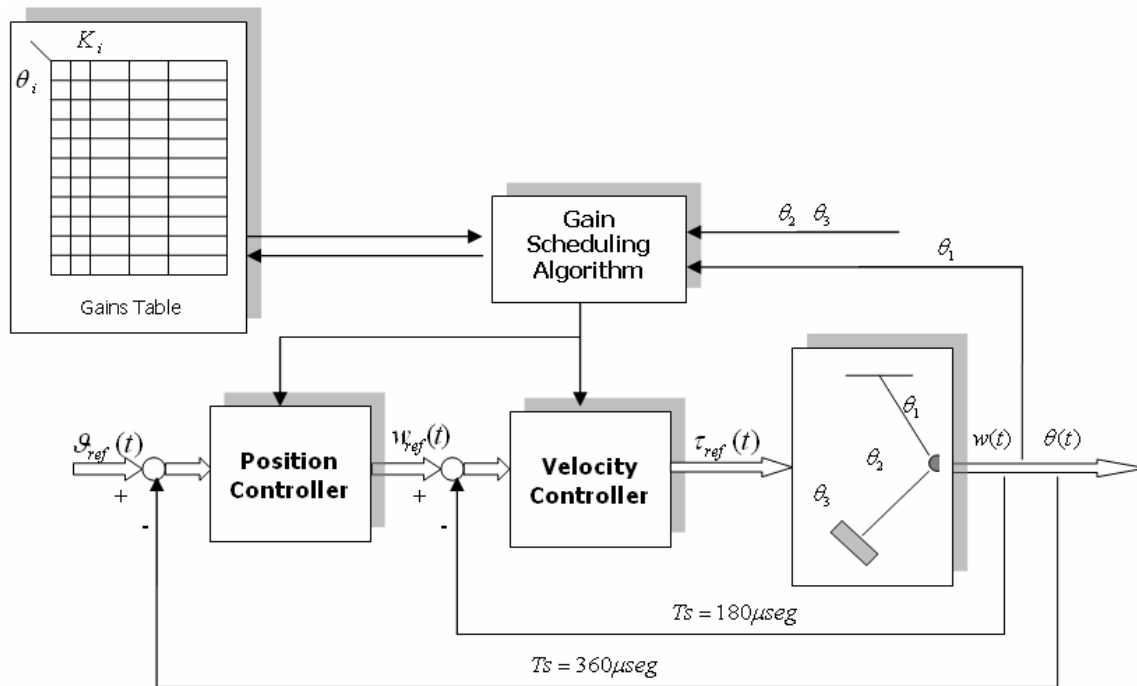 K_i
θ_i
Gains Table
Gain
Scheduling
Algorithm
θ_2 θ_3
θ_1
ϑ_ref(t)
+
-
Position
Controller
w_ref(t)
+
-
Velocity
Controller
τ_ref(t)
θ_1
θ_2
θ_3
w(t)
θ(t)
Ts = 180μseg
Ts = 360μseg